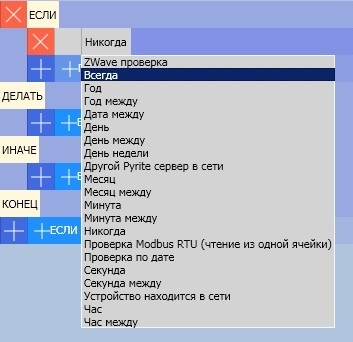 ЕСЛИ
Никогда
ZWave проверка
Всегда
Год
Год между
Дата между
ДЕЛАТЬ
День
День между
ИНАЧЕ
День недели
Другой Pyrite сервер в сети
Месяц
Месяц между
КОНЕЦ
Минута
Минута между
ЕСЛИ
Никогда
Проверка Modbus RTU (чтение из одной ячейки)
Проверка по дате
Секунда
Секунда между
Устройство находится в сети
Час
Час между